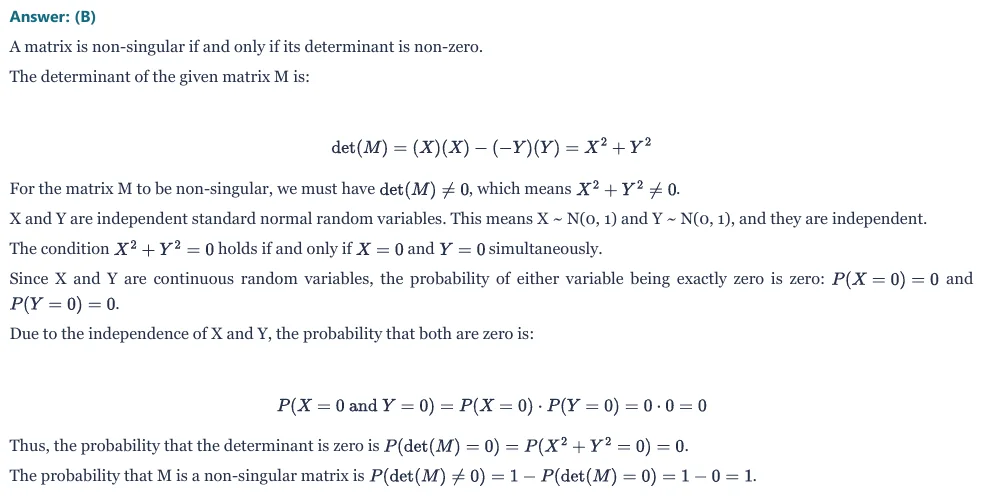 Answer: (B)
A matrix is non-singular if and only if its determinant is non-zero.
The determinant of the given matrix M is:
det(M) = (X)(X) − (−Y)(Y) = X² + Y²
For the matrix M to be non-singular, we must have det(M) ≠ 0, which means X² + Y² ≠ 0.
X and Y are independent standard normal random variables. This means X ~ N(0, 1) and Y ~ N(0, 1), and they are independent.
The condition X² + Y² = 0 holds if and only if X = 0 and Y = 0 simultaneously.
Since X and Y are continuous random variables, the probability of either variable being exactly zero is zero: P(X = 0) = 0 and
P(Y = 0) = 0.
Due to the independence of X and Y, the probability that both are zero is:
P(X = 0 and Y = 0) = P(X = 0) · P(Y = 0) = 0 · 0 = 0
Thus, the probability that the determinant is zero is P(det(M) = 0) = P(X² + Y² = 0) = 0.
The probability that M is a non-singular matrix is P(det(M) ≠ 0) = 1 − P(det(M) = 0) = 1 − 0 = 1.